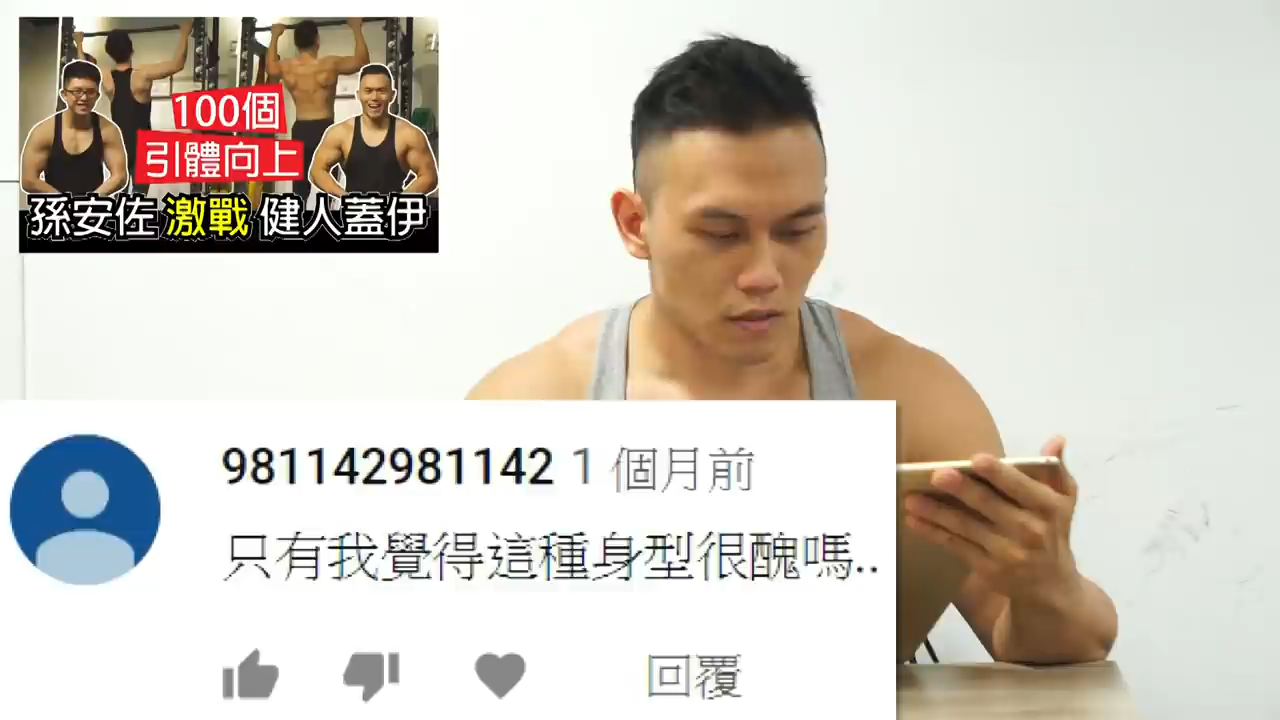 100個
引體向上
孫安佐 激戰 健人蓋伊
981142981142 1 個月前
只有我覺得這種身型很醜嗎..
回覆